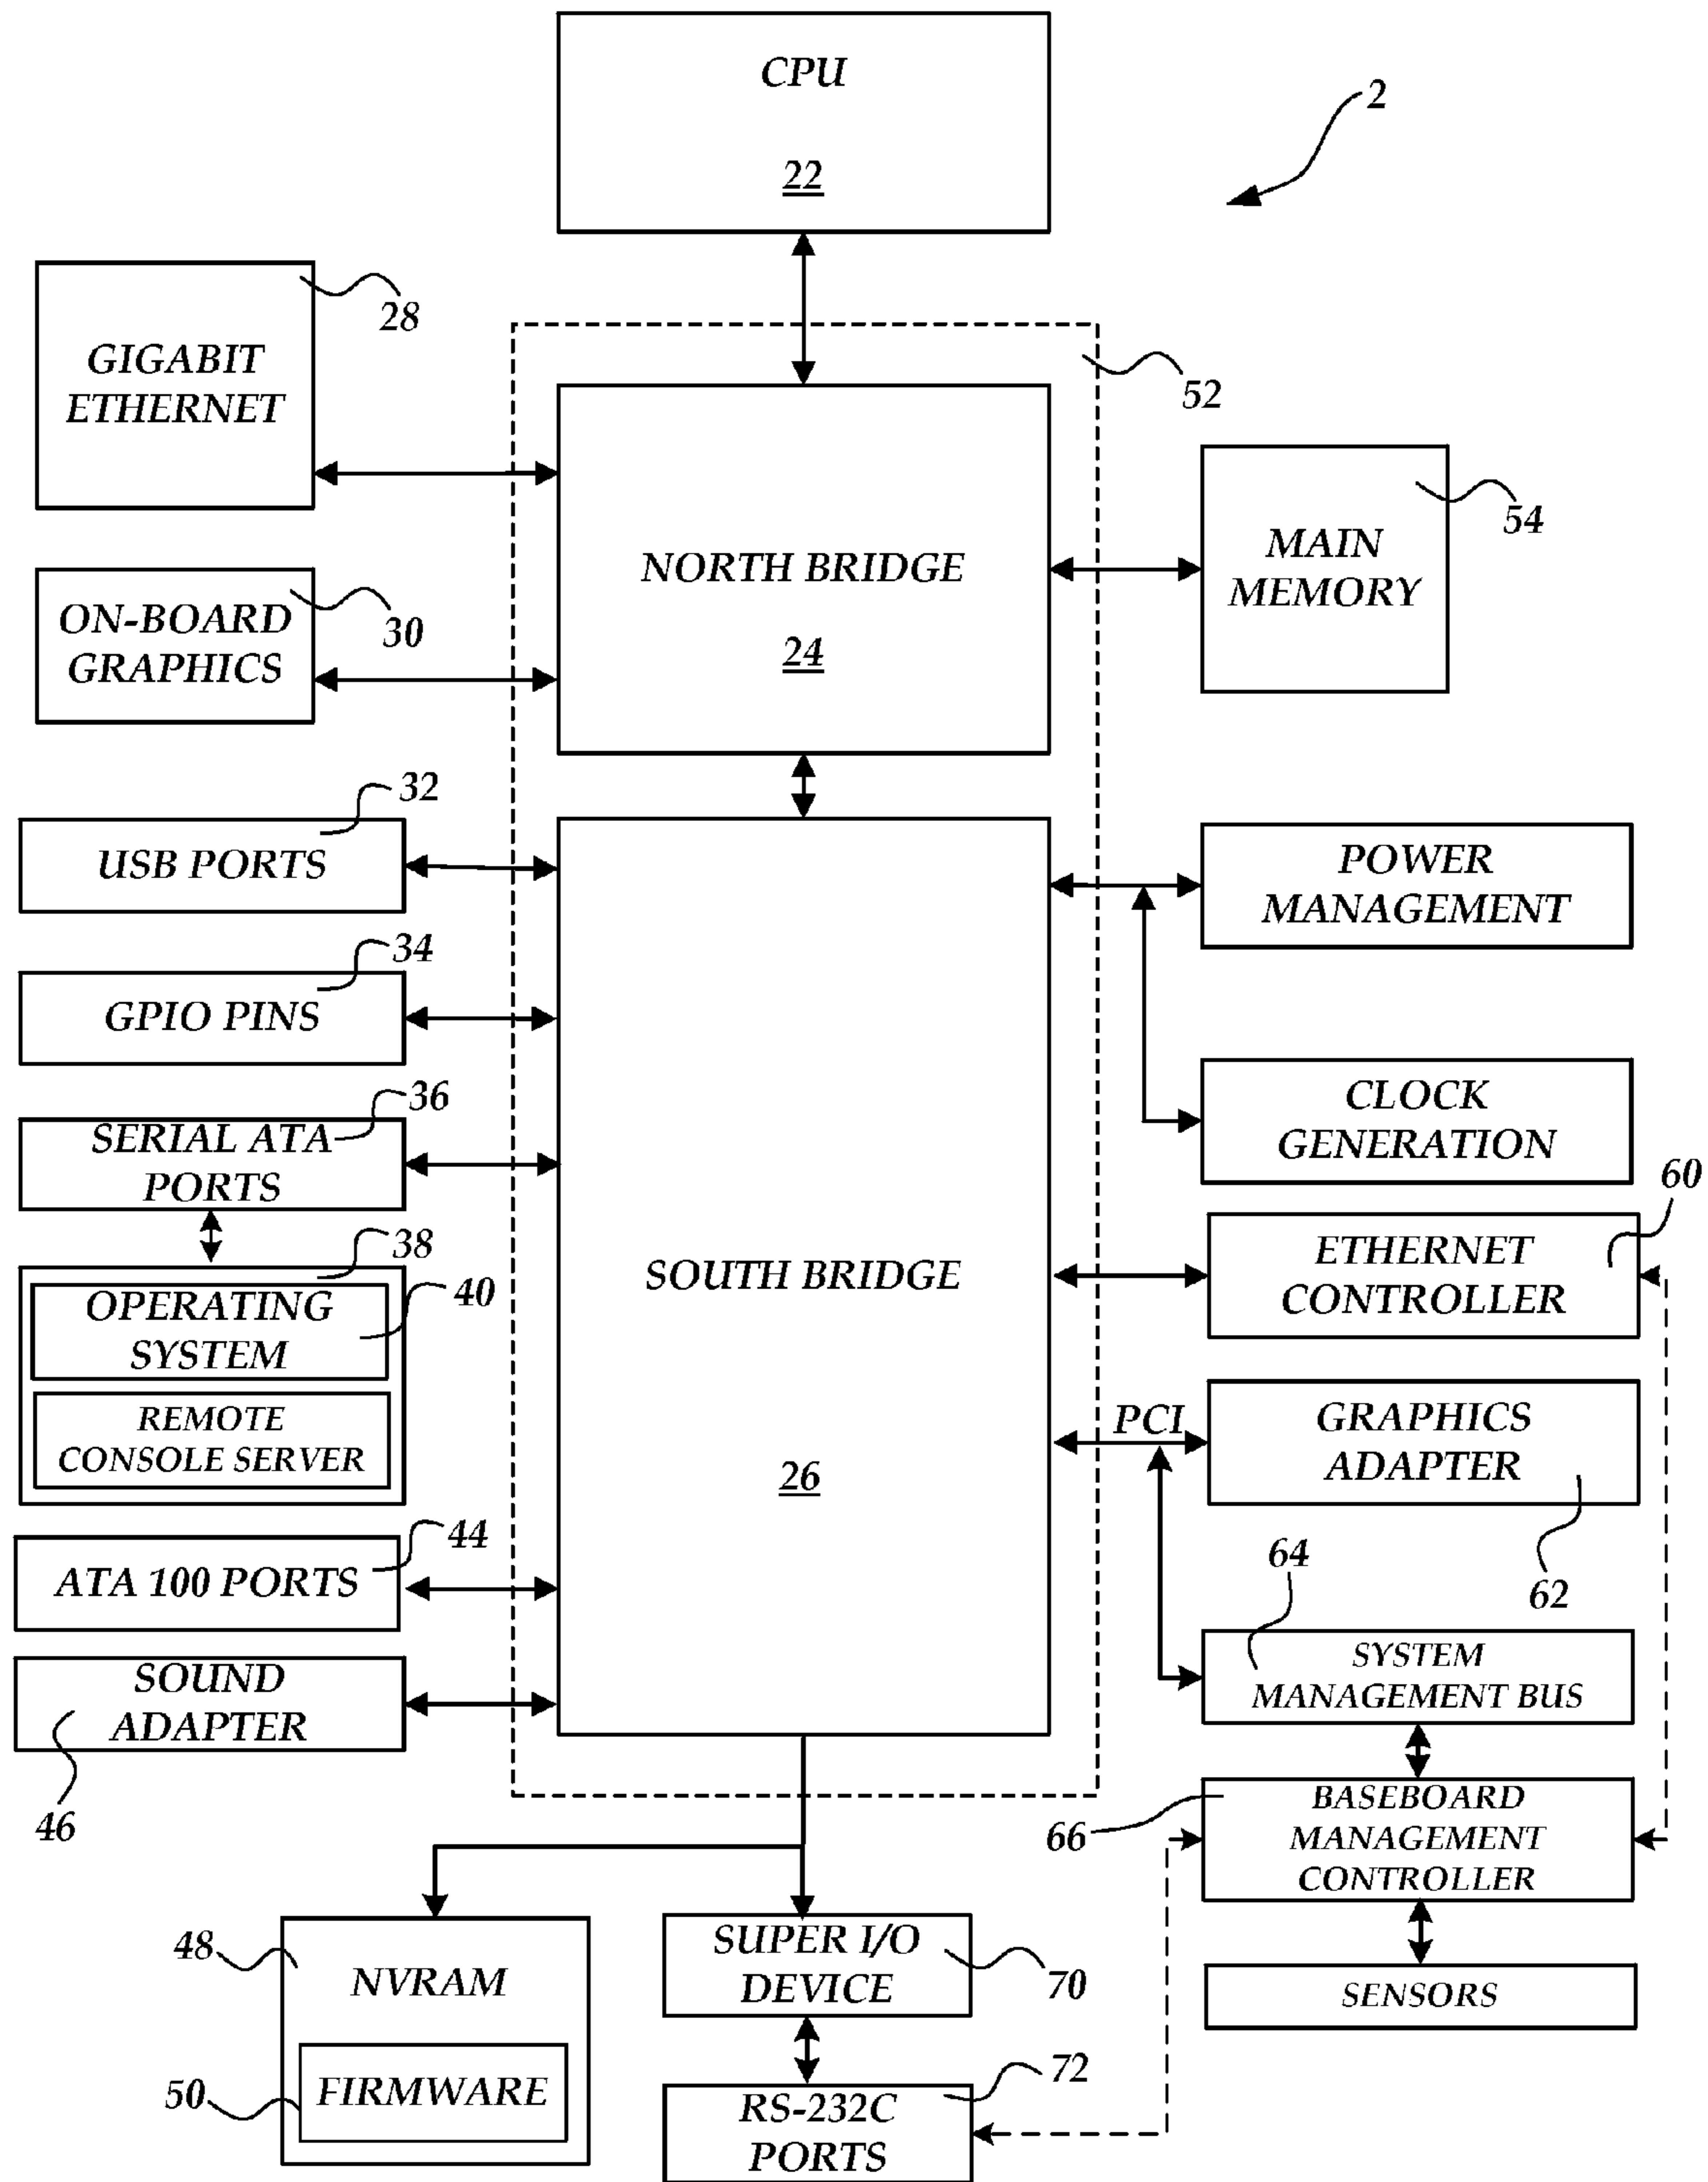 CPU
22
2
GIGABIT
ETHERNET
28
52
NORTH BRIDGE
24
MAIN
MEMORY
54
ON-BOARD
GRAPHICS
30
32
USB PORTS
POWER
MANAGEMENT
34
GPIO PINS
36
SERIAL ATA
PORTS
CLOCK
GENERATION
60
38
OPERATING
SYSTEM
40
REMOTE
CONSOLE SERVER
SOUTH BRIDGE
26
ETHERNET
CONTROLLER
PCI
GRAPHICS
ADAPTER
62
44
ATA 100 PORTS
64
SYSTEM
MANAGEMENT BUS
SOUND
ADAPTER
46
66
BASEBOARD
MANAGEMENT
CONTROLLER
48
NVRAM
SUPER I/O
DEVICE
70
SENSORS
50
FIRMWARE
72
RS-232C
PORTS